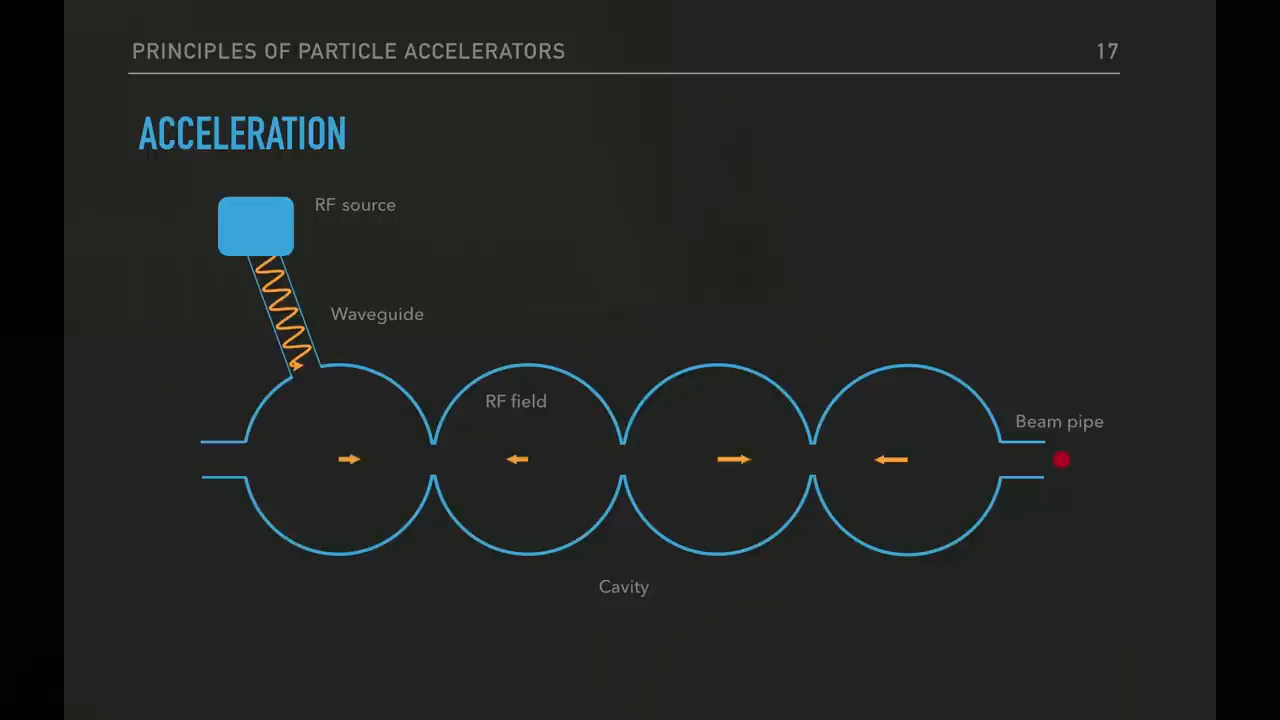 PRINCIPLES OF PARTICLE ACCELERATORS 17
ACCELERATION
RF source
Waveguide
RF field
Beam pipe
Cavity